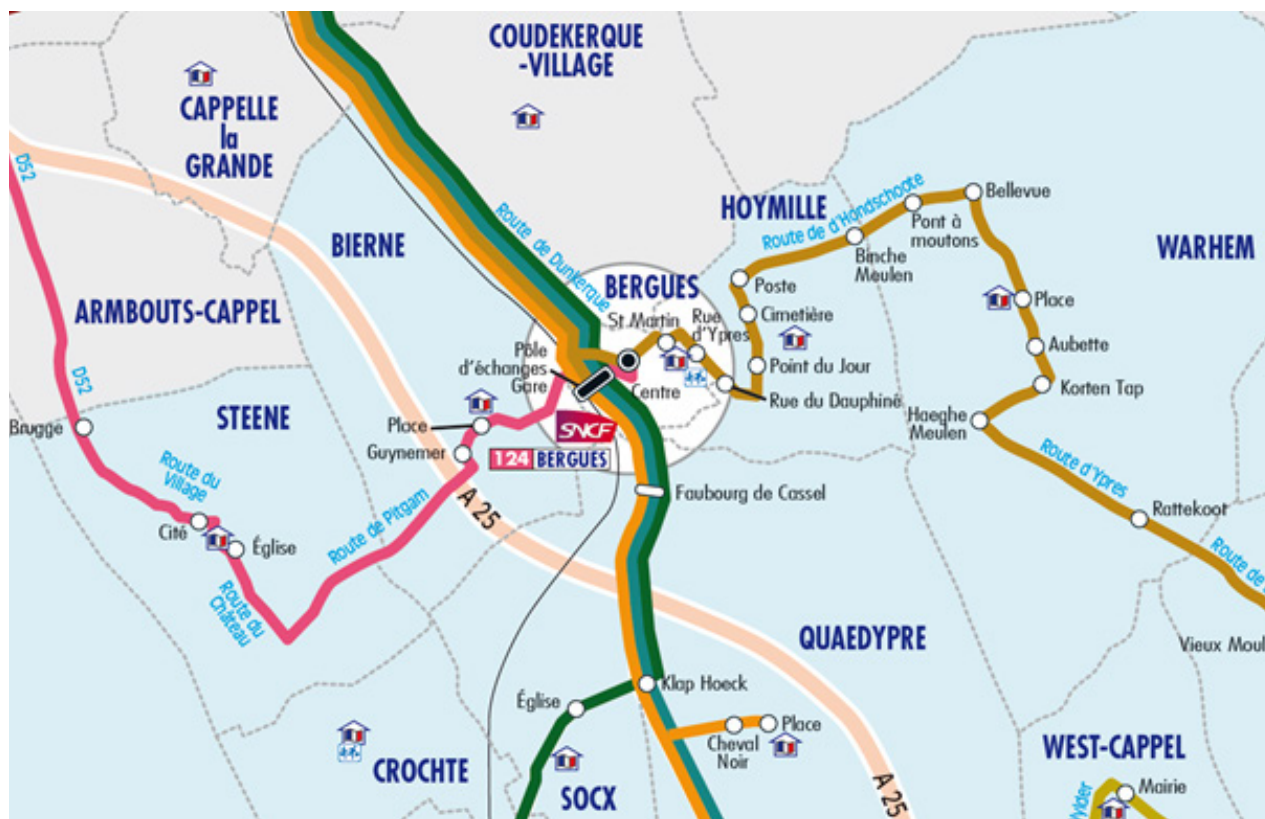 COUDEKERQUE
-VILLAGE
CAPPELLE
la
GRANDE
D52
Route de Dunkerque
HOYMILLE
Route de d'Hondschoote
Bellevue
Pont à
moutons
Binche
Meulen
BIERNE
WARHEM
BERGUES
Poste
ARMBOUTS-CAPPEL
St Martin
Rue
d'Ypres
Cimetière
Place
Pôle
d'échanges
Gare
Aubette
Point du Jour
D52
Centre
Rue du Dauphiné
Korten Tap
STEENE
Brugge
Place
Haeghe
Meulen
SNCF
Guynemer
124 BERGUES
Route d'Ypres
Route du
Village
A 25
Faubourg de Cassel
Rattekoot
Route de Pitgam
Cité
Église
Route de
Route du
Château
QUAEDYPRE
Vieux Moul
Klap Hoeck
Église
Place
Cheval
Noir
WEST-CAPPEL
CROCHTE
A 25
Mairie
SOCX
Wylder